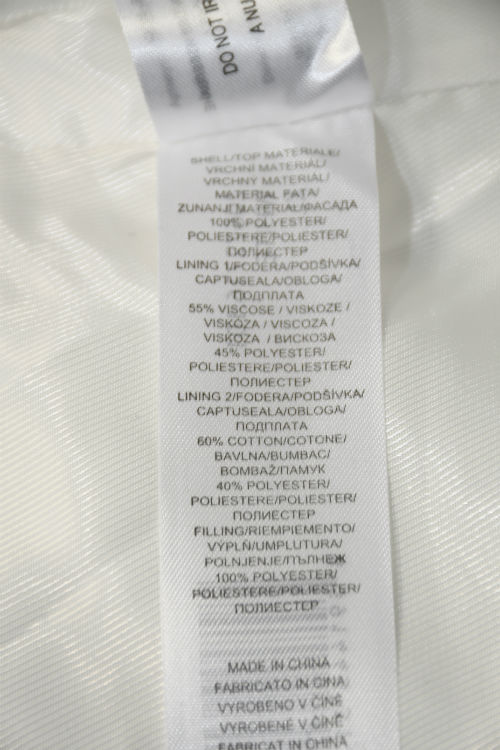 DO NOT IR
A NU
SHELL/TOP MATERIALE/
VRCHNÍ MATERIÁL/
VRCHNÝ MATERIÁL/
MATERIAL FATA/
ZUNANJI MATERIAL/ФАСАДА
100% POLYESTER/
POLIESTERE/POLIESTER/
ПОЛИЕСТЕР
LINING 1/FODERA/PODŠÍVKA/
CAPTUSEALA/OBLOGA/
ПОДПЛАТА
55% VISCOSE / VISKOZE /
VISKÓZA / VISCOZA /
VISKOZA / ВИСКОЗА
45% POLYESTER/
POLIESTERE/POLIESTER/
ПОЛИЕСТЕР
LINING 2/FODERA/PODŠÍVKA/
CAPTUSEALA/OBLOGA/
ПОДПЛАТА
60% COTTON/COTONE/
BAVLNA/BUMBAC/
BOMBAŽ/ПАМУК
40% POLYESTER/
POLIESTERE/POLIESTER/
ПОЛИЕСТЕР
FILLING/RIEMPIEMENTO/
VÝPLŇ/UMPLUTURA/
POLNJENJE/ПЪЛНЕЖ
100% POLYESTER/
POLIESTERE/POLIESTER/
ПОЛИЕСТЕР
MADE IN CHINA
FABRICATO IN CINA
VYROBENO V ČÍNĚ
VYROBENÉ V ČÍNĚ
FABRICAT IN CHINA